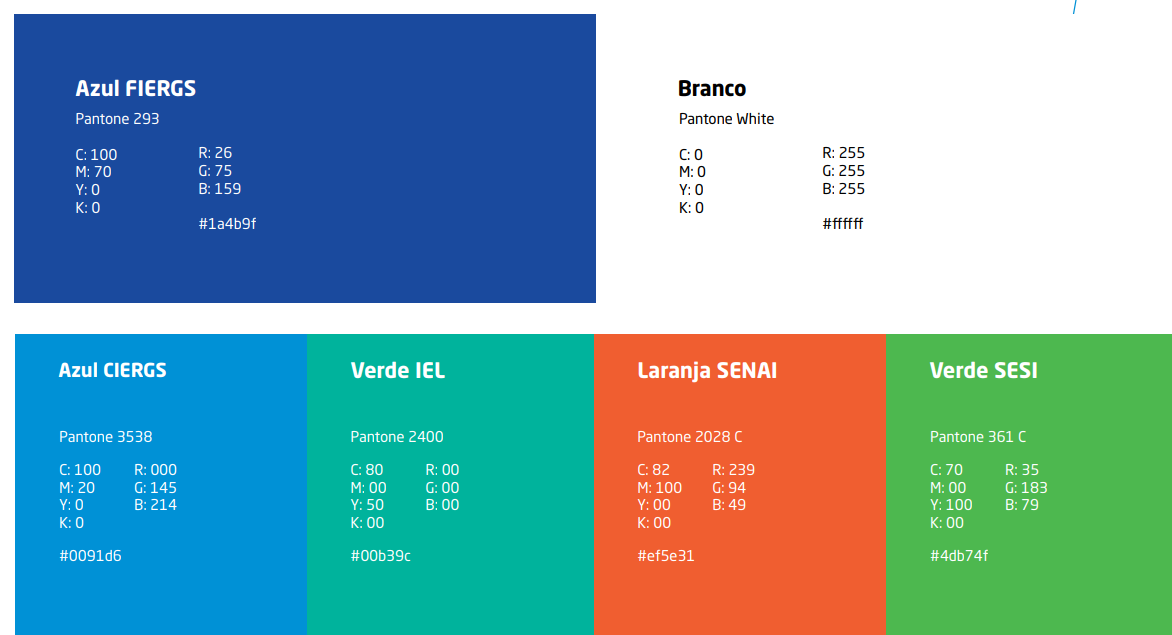 Azul FIERGS
Pantone 293
C: 100
M: 70
Y: 0
K: 0
R: 26
G: 75
B: 159
#1a4b9f
Branco
Pantone White
C: 0
M: 0
Y: 0
K: 0
R: 255
G: 255
B: 255
#ffffff
Azul CIERGS
Pantone 3538
C: 100
M: 20
Y: 0
K: 0
R: 000
G: 145
B: 214
#0091d6
Verde IEL
Pantone 2400
C: 80
M: 00
Y: 50
K: 00
R: 00
G: 00
B: 00
#00b39c
Laranja SENAI
Pantone 2028 C
C: 82
M: 100
Y: 00
K: 00
R: 239
G: 94
B: 49
#ef5e31
Verde SESI
Pantone 361 C
C: 70
M: 00
Y: 100
K: 00
R: 35
G: 183
B: 79
#4db74f